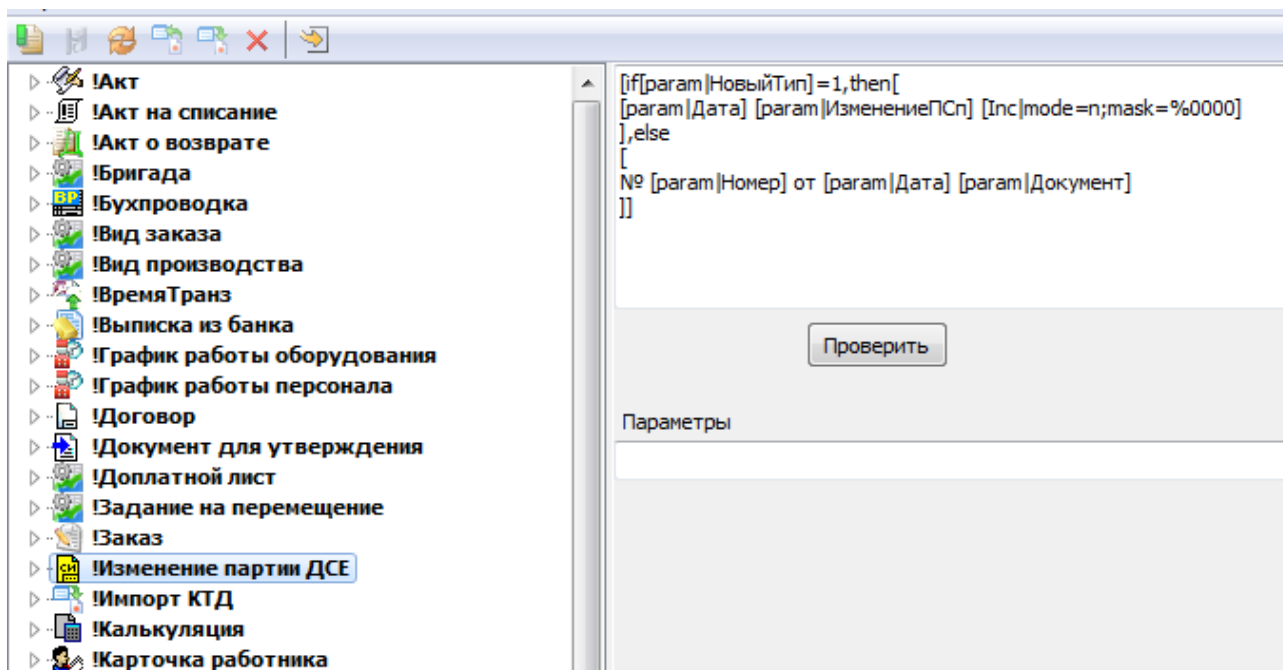 !Акт
!Акт на списание
!Акт о возврате
!Бригада
!Бухпроводка
!Вид заказа
!Вид производства
!ВремяТранз
!Выписка из банка
!График работы оборудования
!График работы персонала
!Договор
!Документ для утверждения
!Доплатной лист
!Задание на перемещение
!Заказ
!Изменение партии ДСЕ
!Импорт КТД
!Калькуляция
!Карточка работника
[if[param|НовыйТип]=1,then[
[param|Дата] [param|ИзменениеПСп] [Inc|mode=n;mask=%0000]
],else
[
№ [param|Номер] от [param|Дата] [param|Документ]
]]
Проверить
Параметры